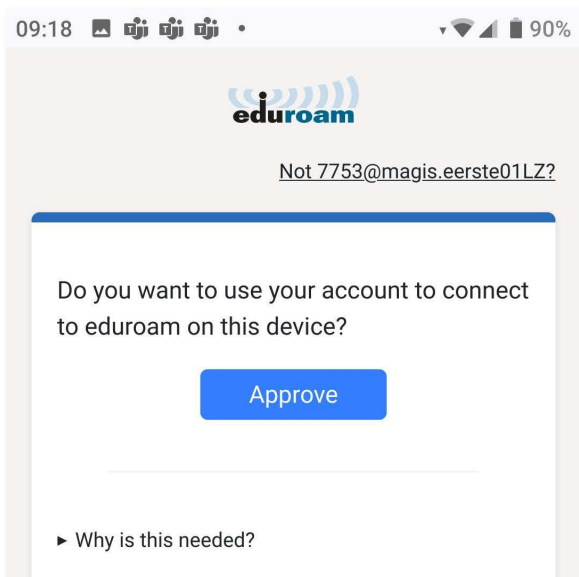 09:18
90%
eduroam
Not 7753@magis.eerste01LZ?
Do you want to use your account to connect
to eduroam on this device?
Approve
▸ Why is this needed?